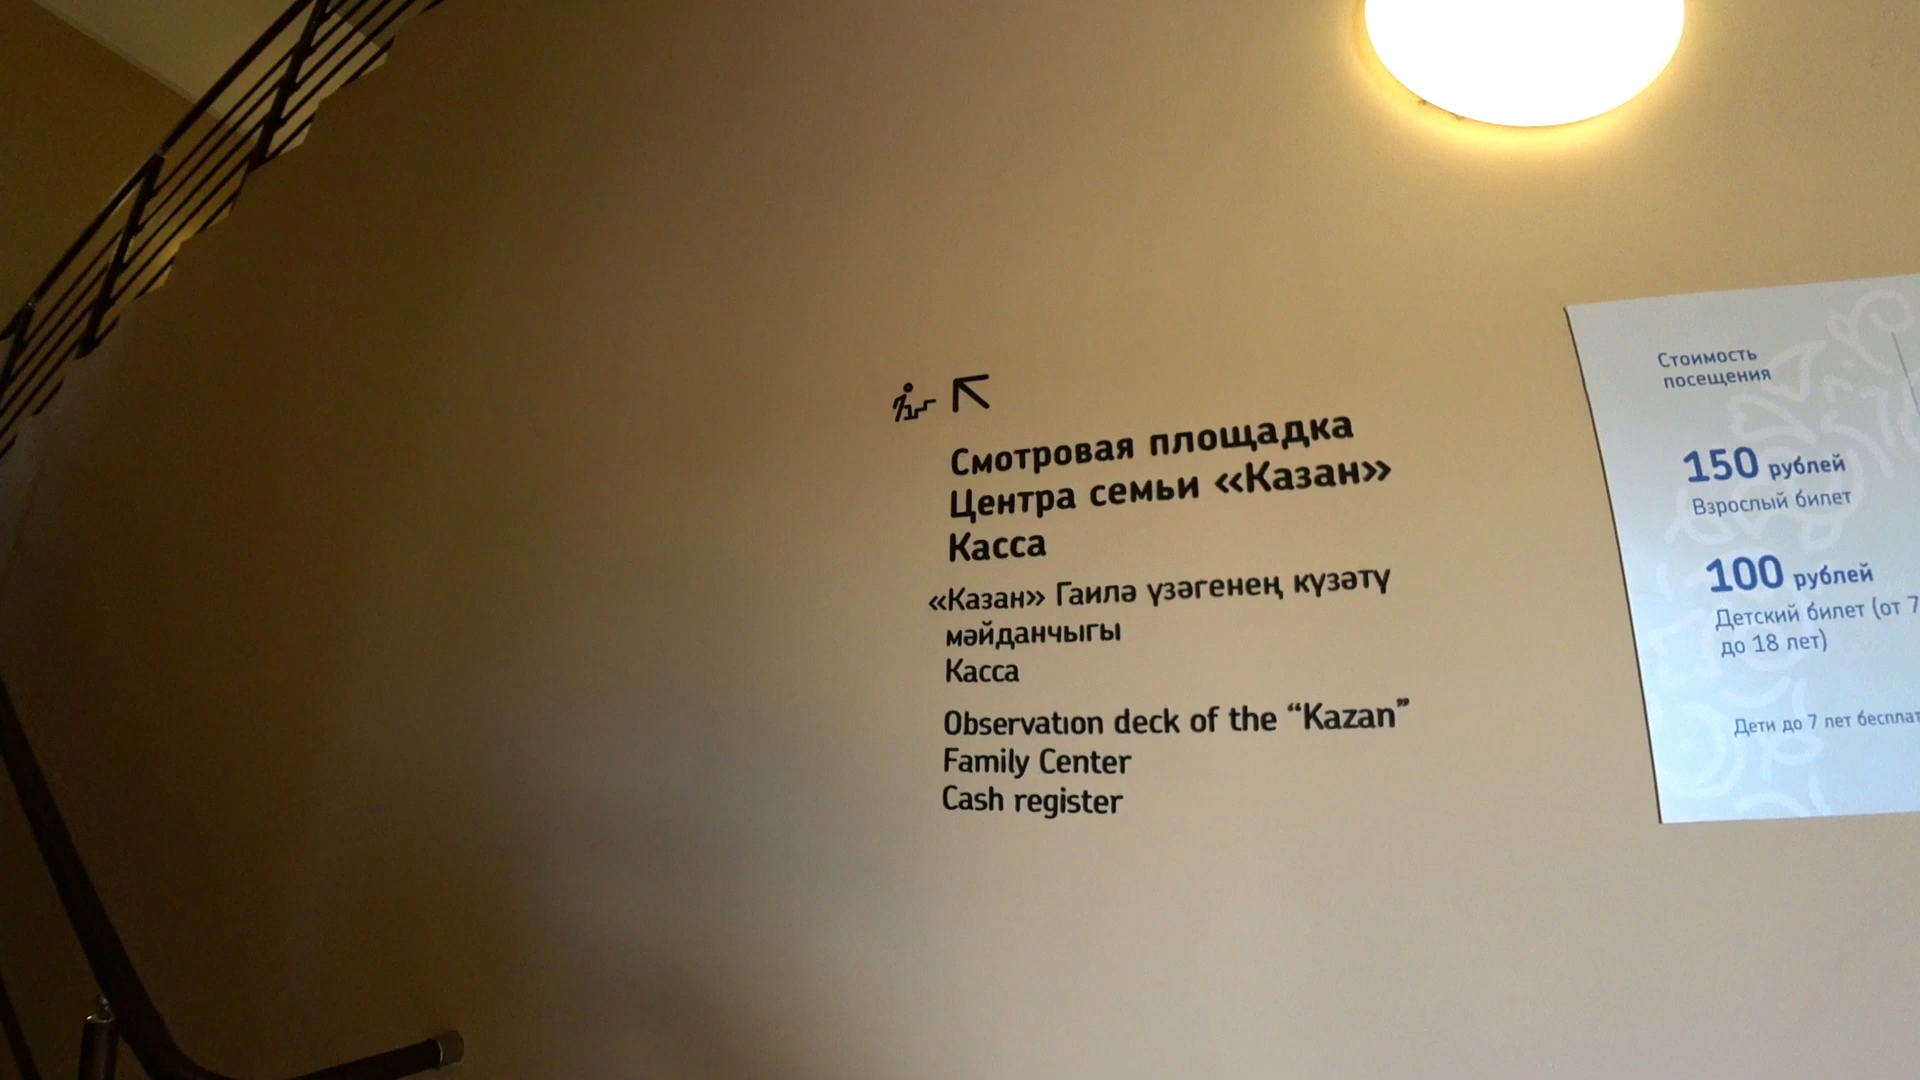 Смотровая площадка
Центра семьи «Казан»
Касса
«Казан» Гаилә үзәгенең күзәтү
мәйданчыгы
Касса
Observation deck of the “Kazan”
Family Center
Cash register
Стоимость
посещения
150 рублей
Взрослый билет
100 рублей
Детский билет (от 7
до 18 лет)
Дети до 7 лет